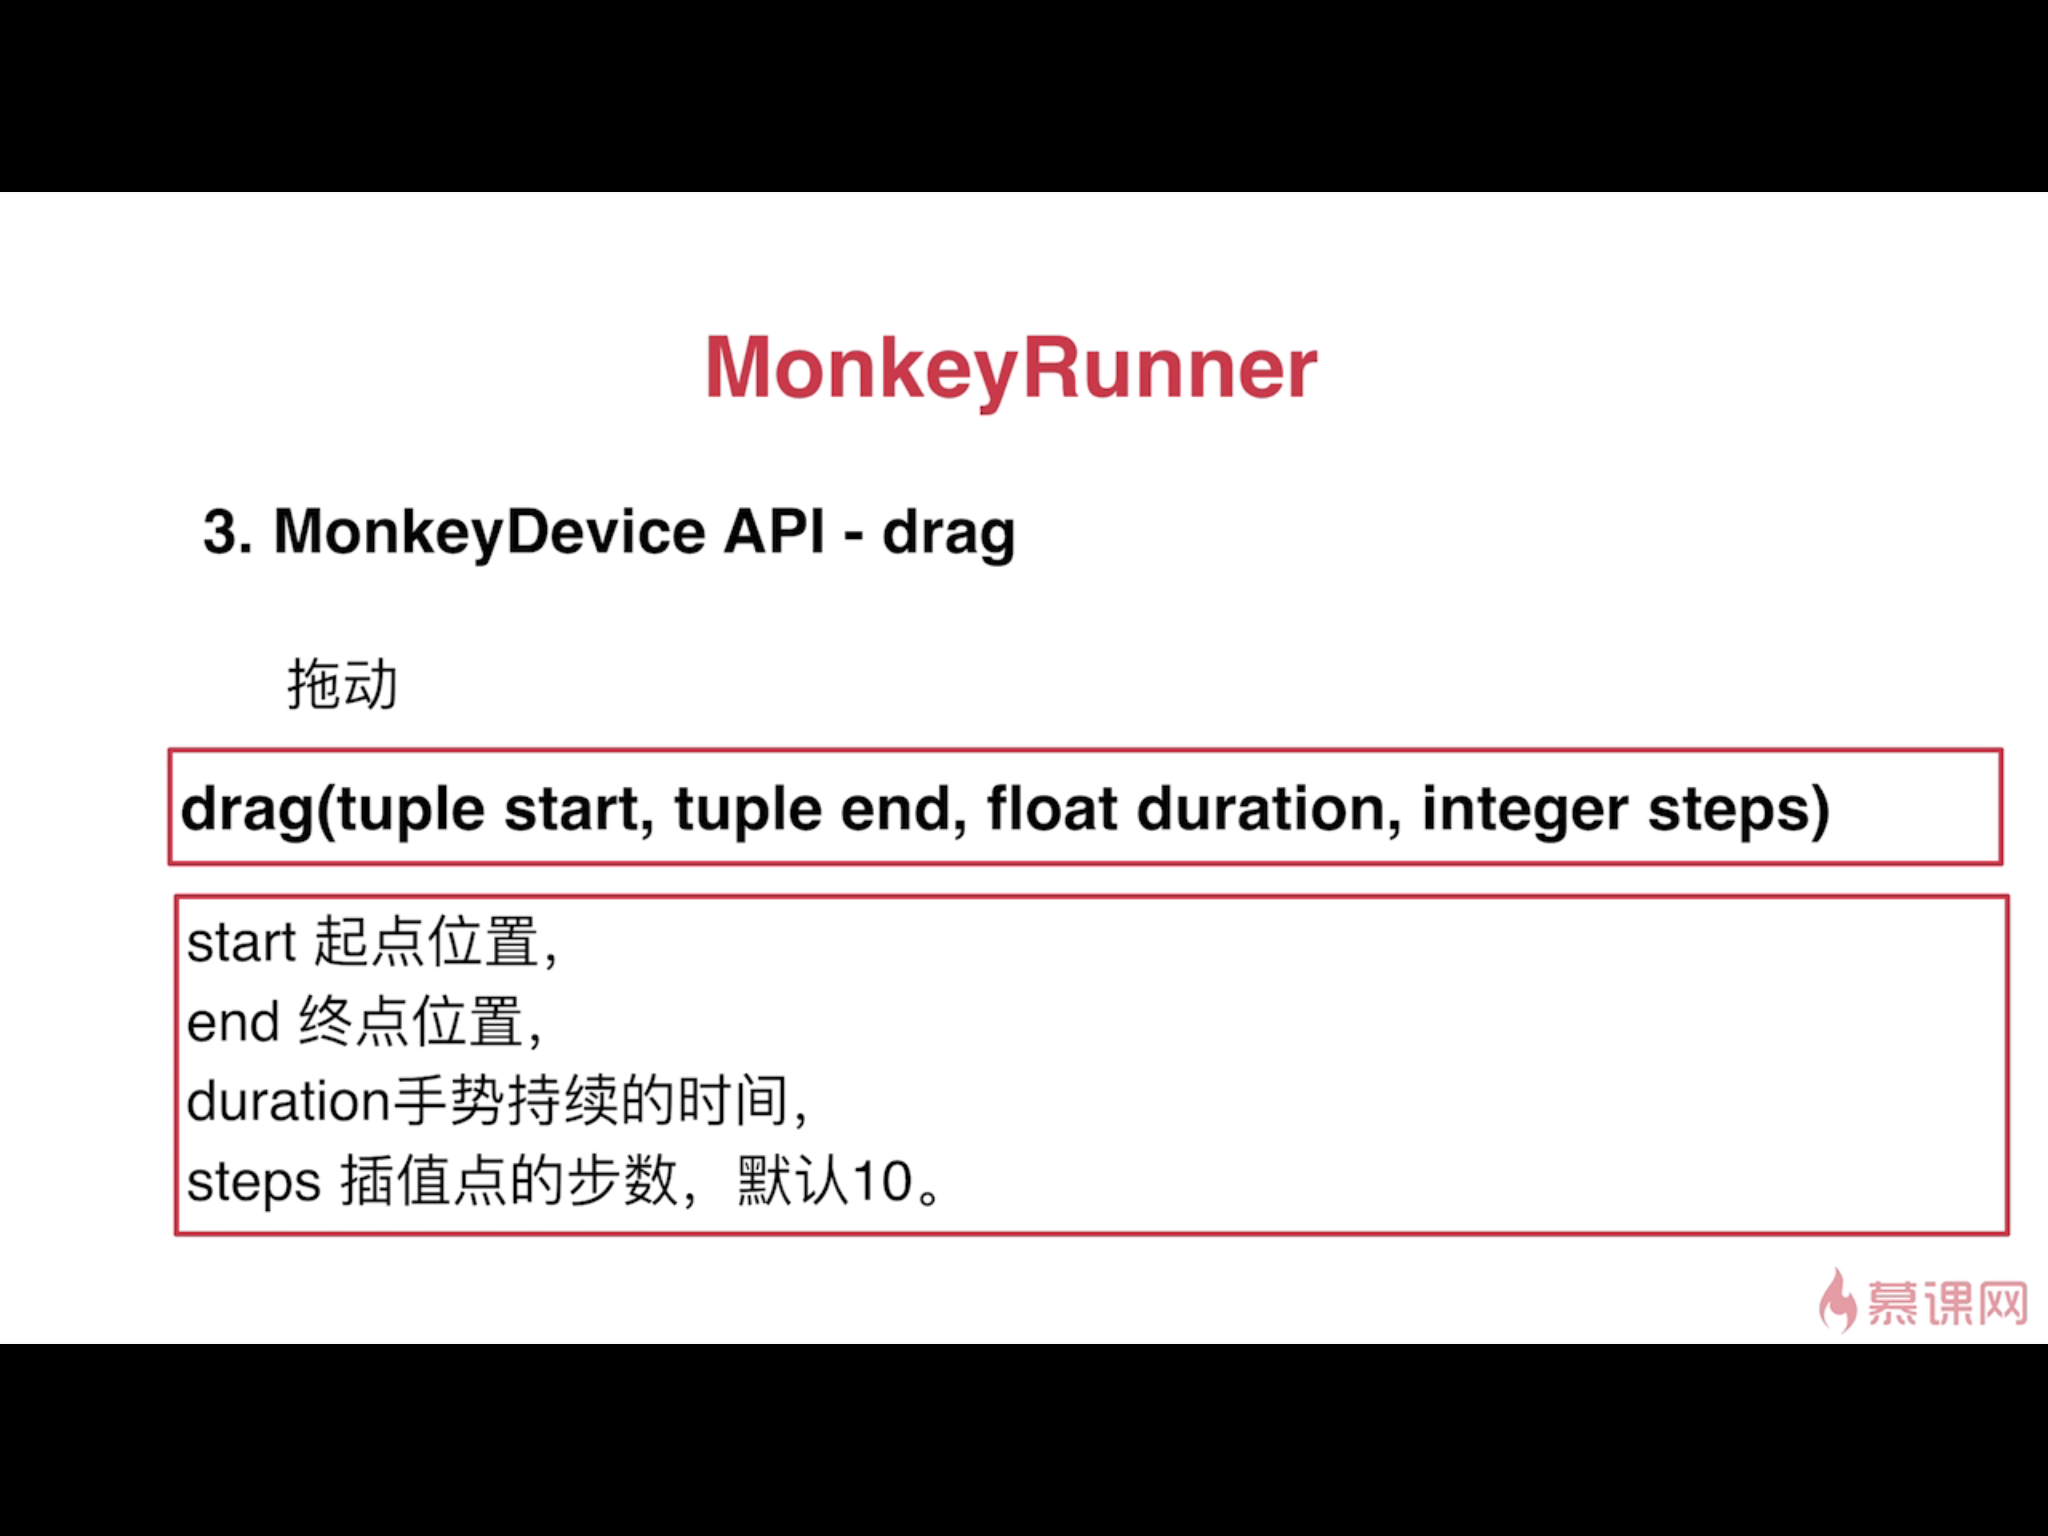 MonkeyRunner
3. MonkeyDevice API - drag
拖动
drag(tuple start, tuple end, float duration, integer steps)
start 起点位置，
end 终点位置，
duration手势持续的时间，
steps 插值点的步数，默认10。
慕课网